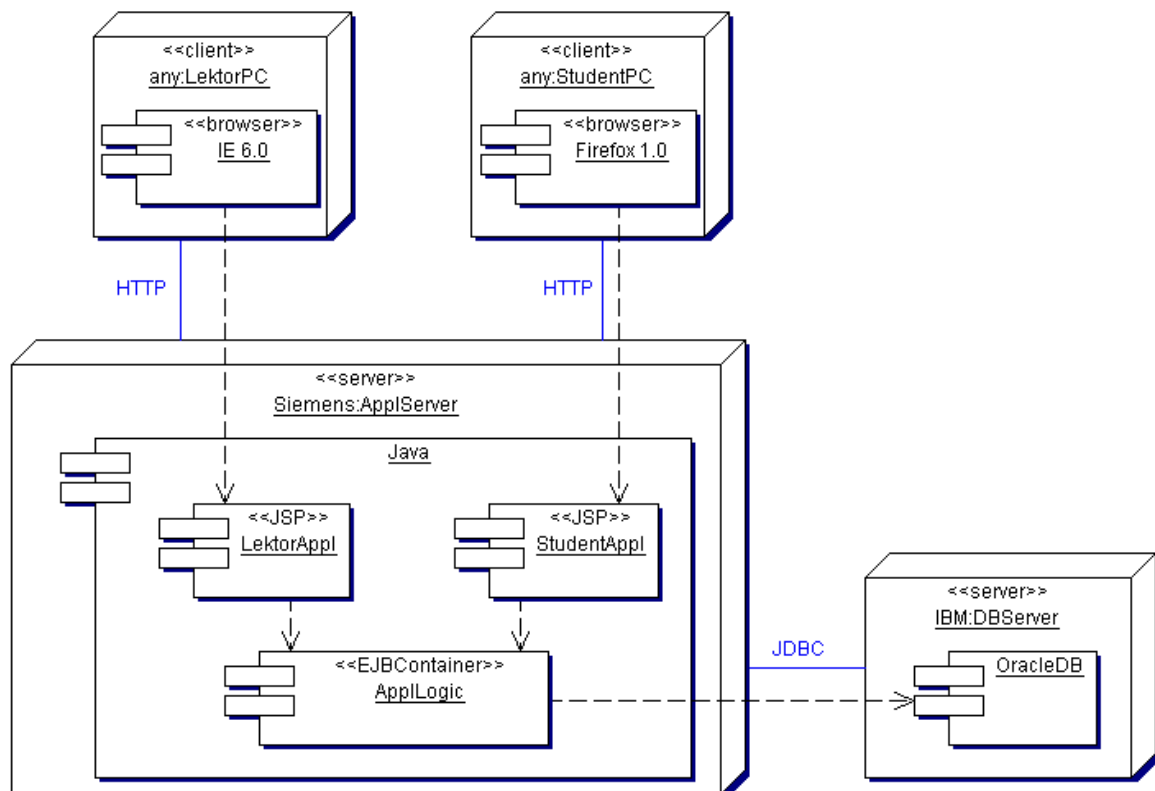 <<client>>
any:LektorPC
<<browser>>
IE 6.0
<<client>>
any:StudentPC
<<browser>>
Firefox 1.0
HTTP
HTTP
<<server>>
Siemens:ApplServer
Java
<<JSP>>
LektorAppl
<<JSP>>
StudentAppl
<<EJBContainer>>
ApplLogic
JDBC
<<server>>
IBM:DBServer
OracleDB